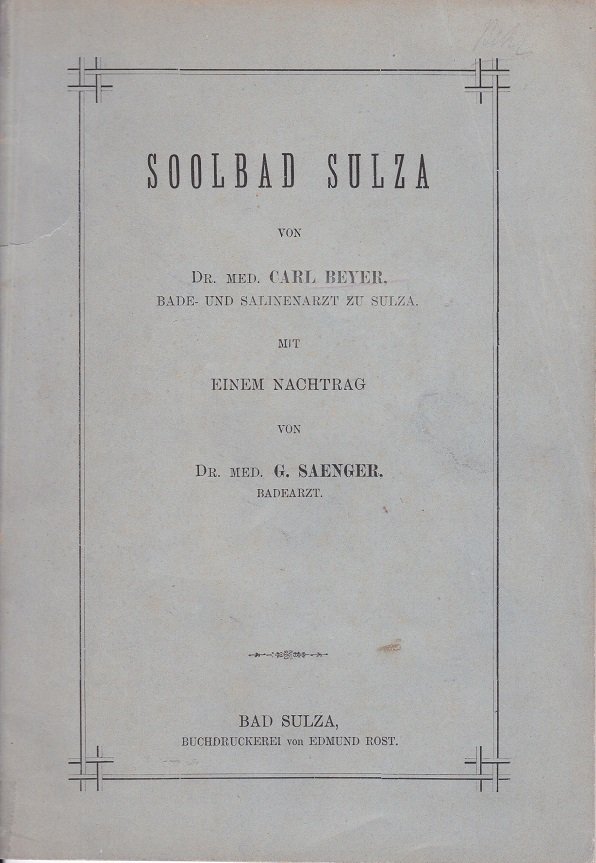 SOOLBAD SULZA
VON
DR. MED. CARL BEYER,
BADE- UND SALINENARZT ZU SULZA.
MIT
EINEM NACHTRAG
VON
DR. MED. G. SAENGER,
BADEARZT.
BAD SULZA,
BUCHDRUCKEREI von EDMUND ROST.